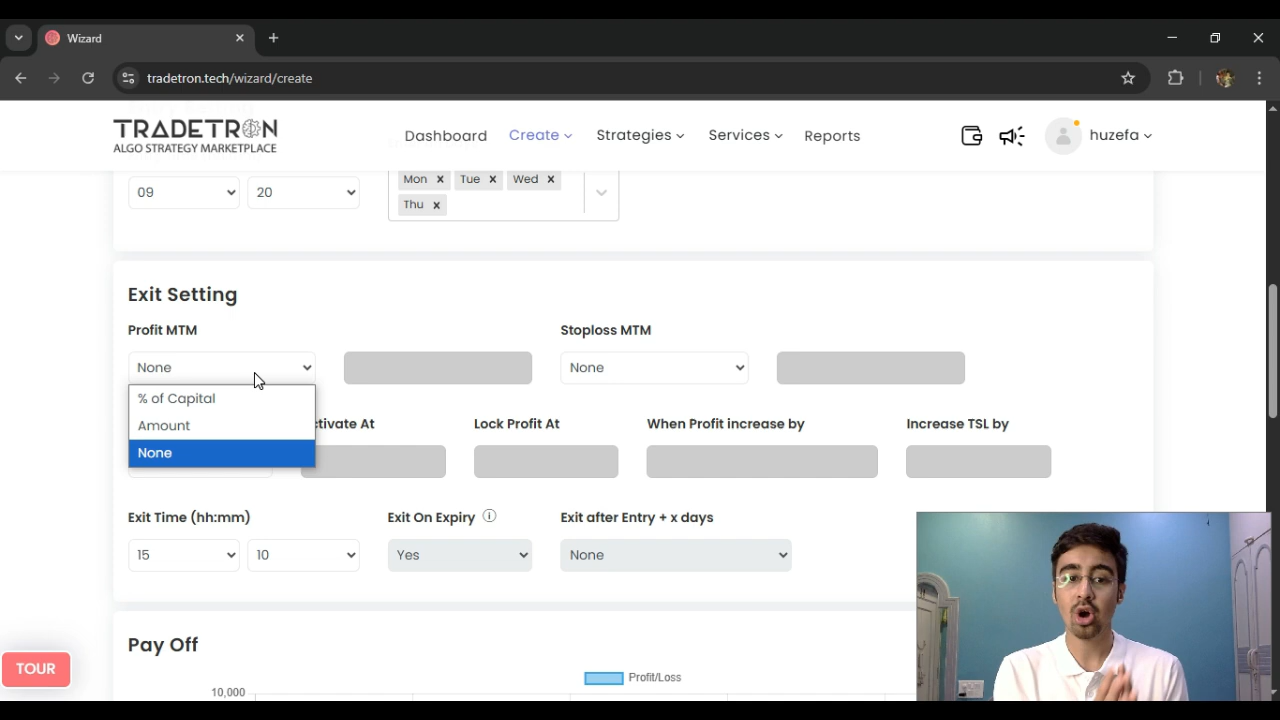 Wizard
tradetron.tech/wizard/create
TRADETRON
ALGO STRATEGY MARKETPLACE
Dashboard Create Strategies Services Reports huzefa
09 20 Mon x Tue x Wed x
Thu x
Exit Setting
Profit MTM Stoploss MTM
None None
% of Capital
Amount
None
tivate At Lock Profit At When Profit increase by Increase TSL by
Exit Time (hh:mm) Exit On Expiry i Exit after Entry + x days
15 10 Yes None
Pay Off
TOUR
Profit/Loss
10,000